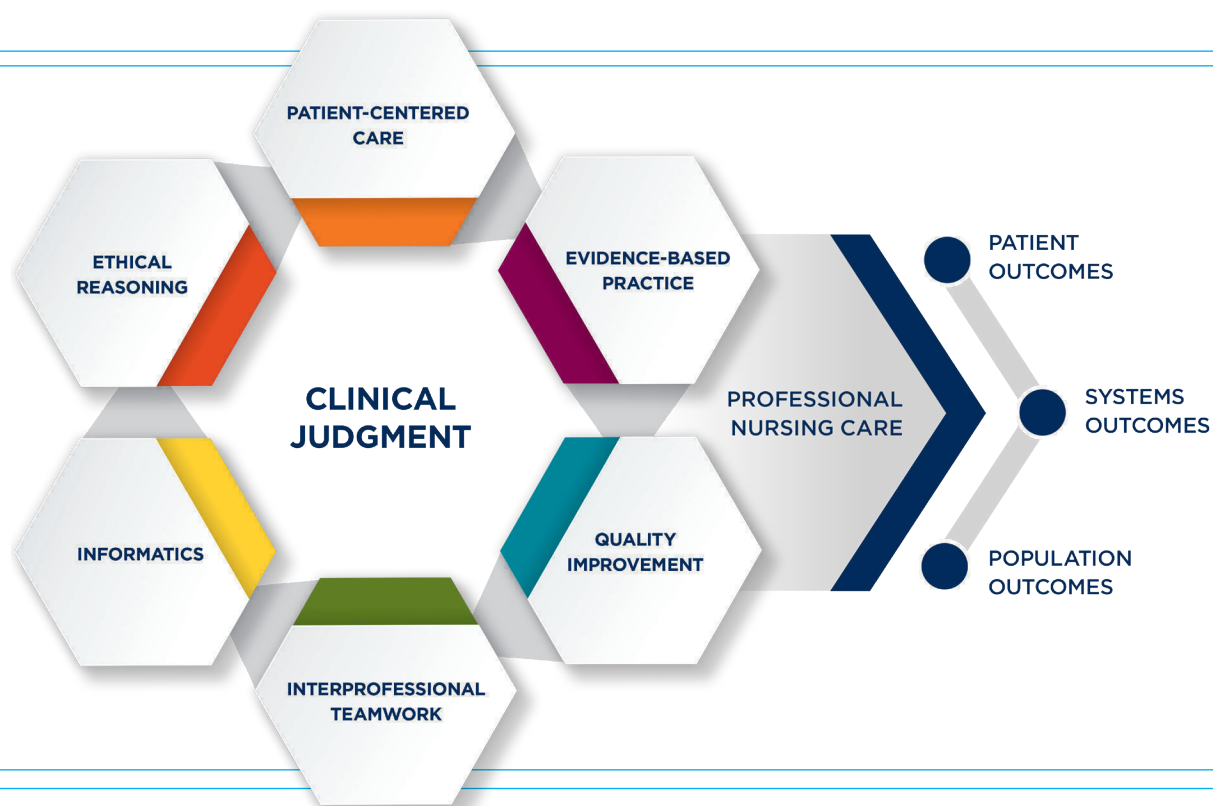 PATIENT-CENTERED
CARE
ETHICAL
REASONING
EVIDENCE-BASED
PRACTICE
CLINICAL
JUDGMENT
INFORMATICS
QUALITY
IMPROVEMENT
INTERPROFESSIONAL
TEAMWORK
PROFESSIONAL
NURSING CARE
PATIENT
OUTCOMES
SYSTEMS
OUTCOMES
POPULATION
OUTCOMES